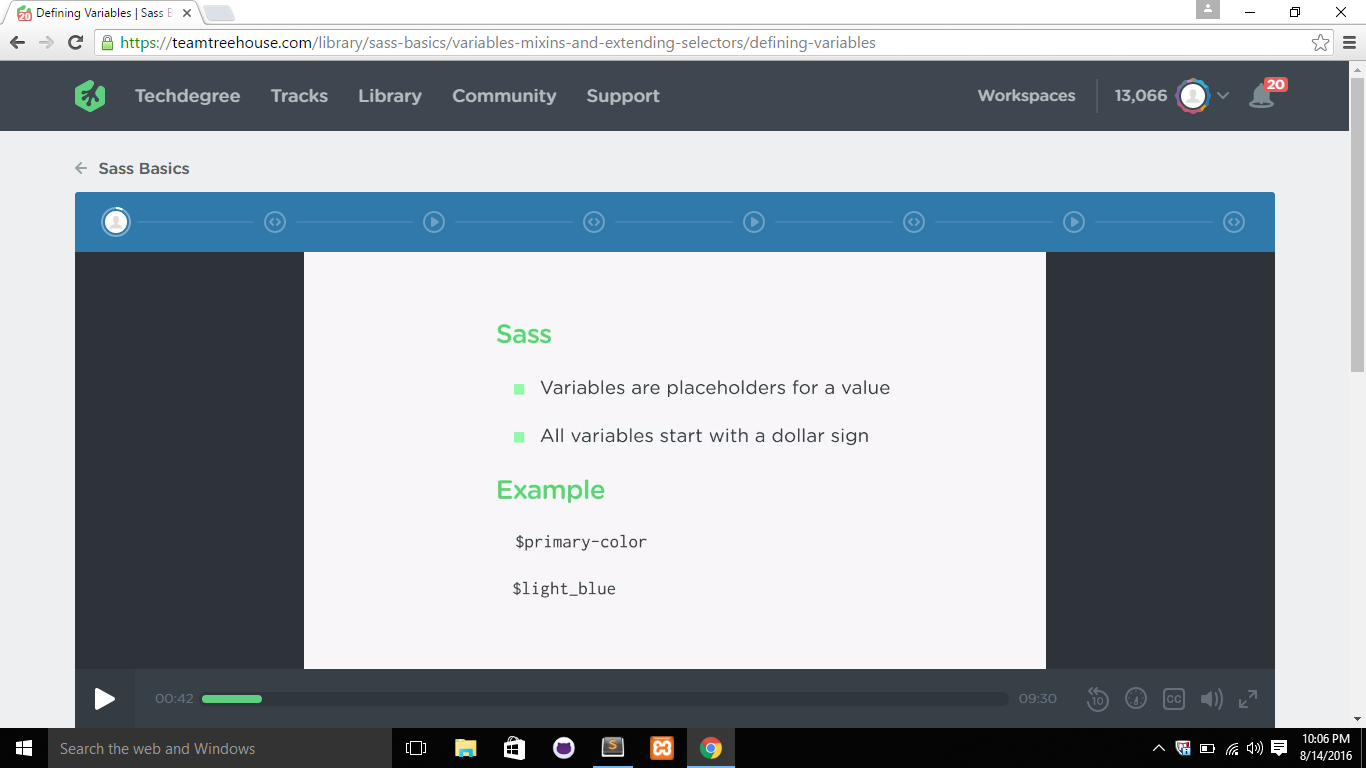 Defining Variables | Sass B
https://teamtreehouse.com/library/sass-basics/variables-mixins-and-extending-selectors/defining-variables
Techdegree Tracks Library Community Support Workspaces 13,066 20
Sass Basics
Sass
Variables are placeholders for a value
All variables start with a dollar sign
Example
$primary-color
$light_blue
00:42 09:30 10 CC
Search the web and Windows
10:06 PM
8/14/2016